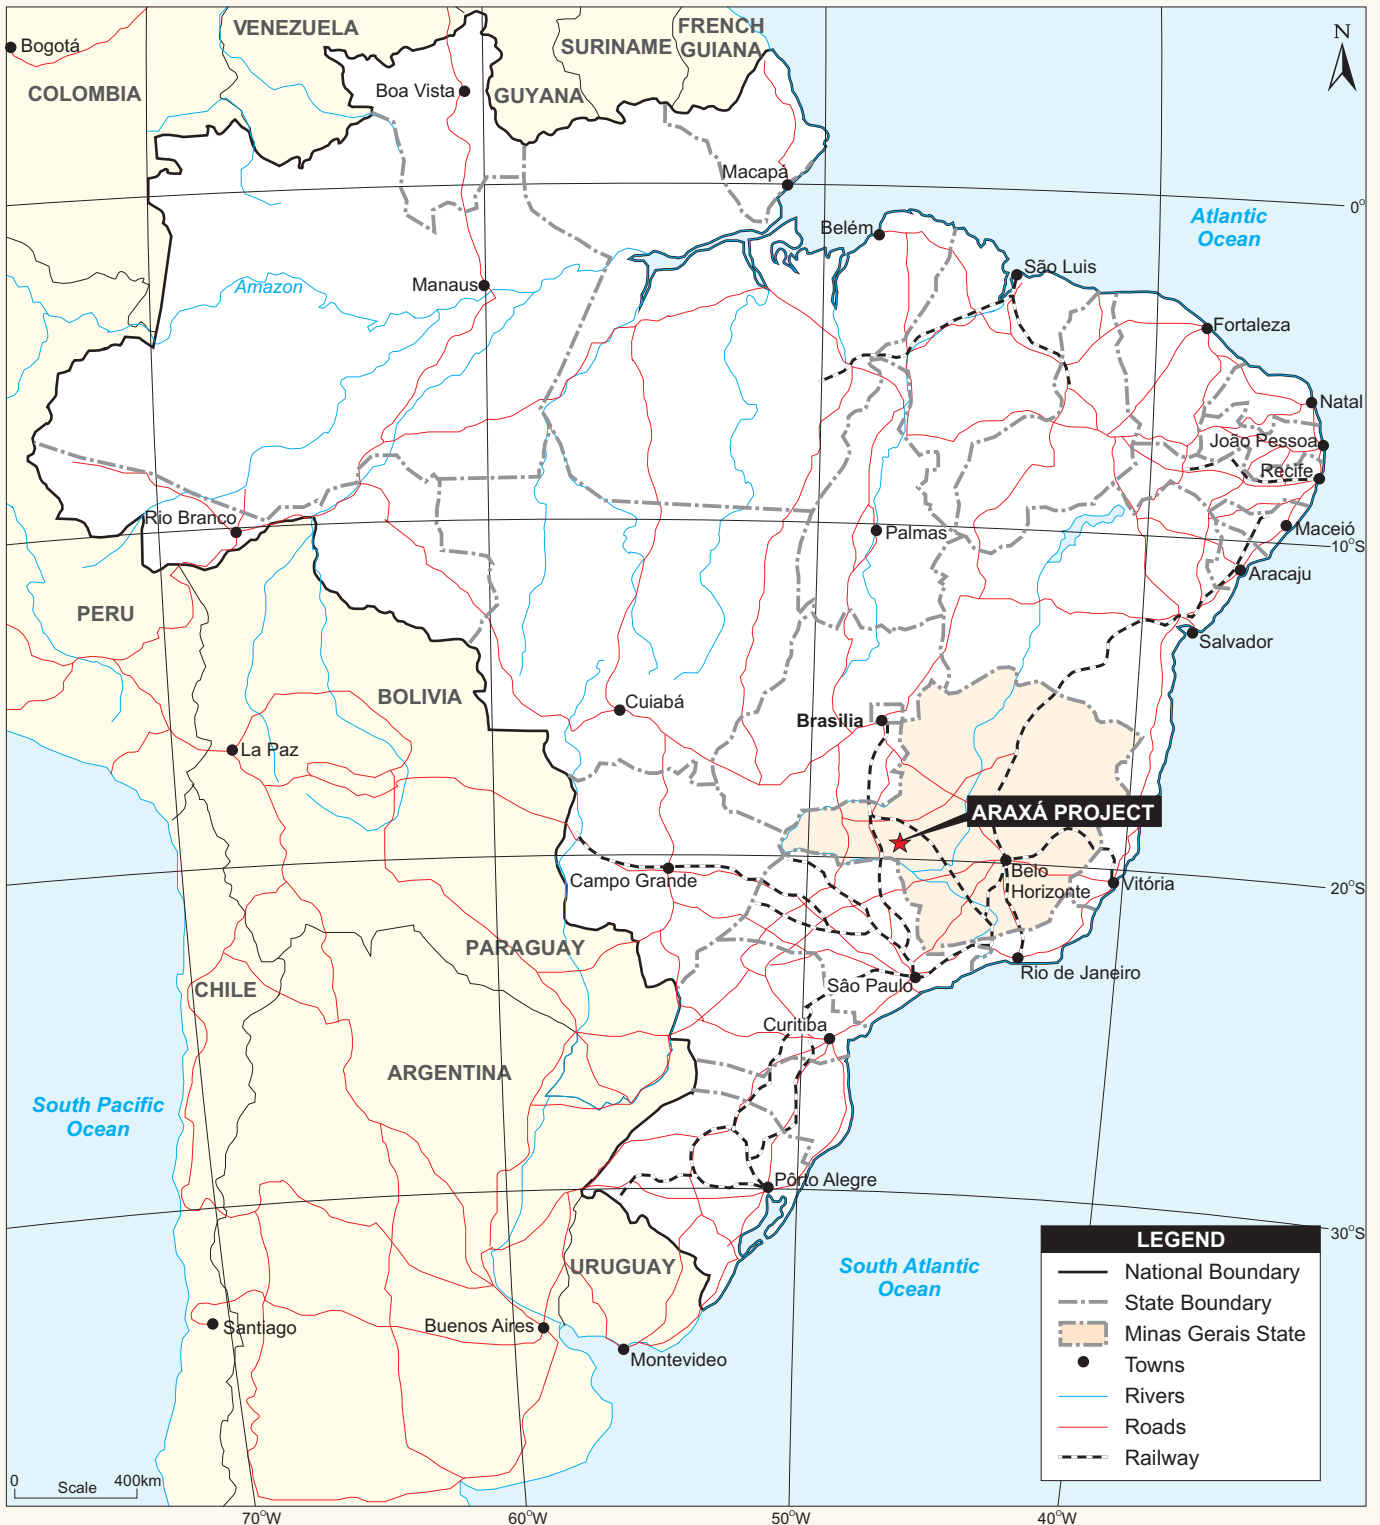 VENEZUELA
FRENCH
GUIANA
SURINAME
N
Bogotá
COLOMBIA
Boa Vista
GUYANA
Macapá
0°
Atlantic
Ocean
Belém
São Luis
Amazon
Manaus
Fortaleza
Natal
João Pessoa
Recife
Rio Branco
Maceió
Palmas
10°S
Aracaju
PERU
Salvador
BOLIVIA
Cuiabá
Brasilia
La Paz
ARAXÁ PROJECT
Campo Grande
Belo
Horizonte
Vitória
20°S
PARAGUAY
Rio de Janeiro
CHILE
Sâo Paulo
Curitiba
ARGENTINA
South Pacific
Ocean
Pôrto Alegre
30°S
URUGUAY
South Atlantic
Ocean
Santiago
Buenos Aires
Montevideo
LEGEND
National Boundary
State Boundary
Minas Gerais State
Towns
Rivers
Roads
Railway
0 Scale 400km
70°W
60°W
50°W
40°W